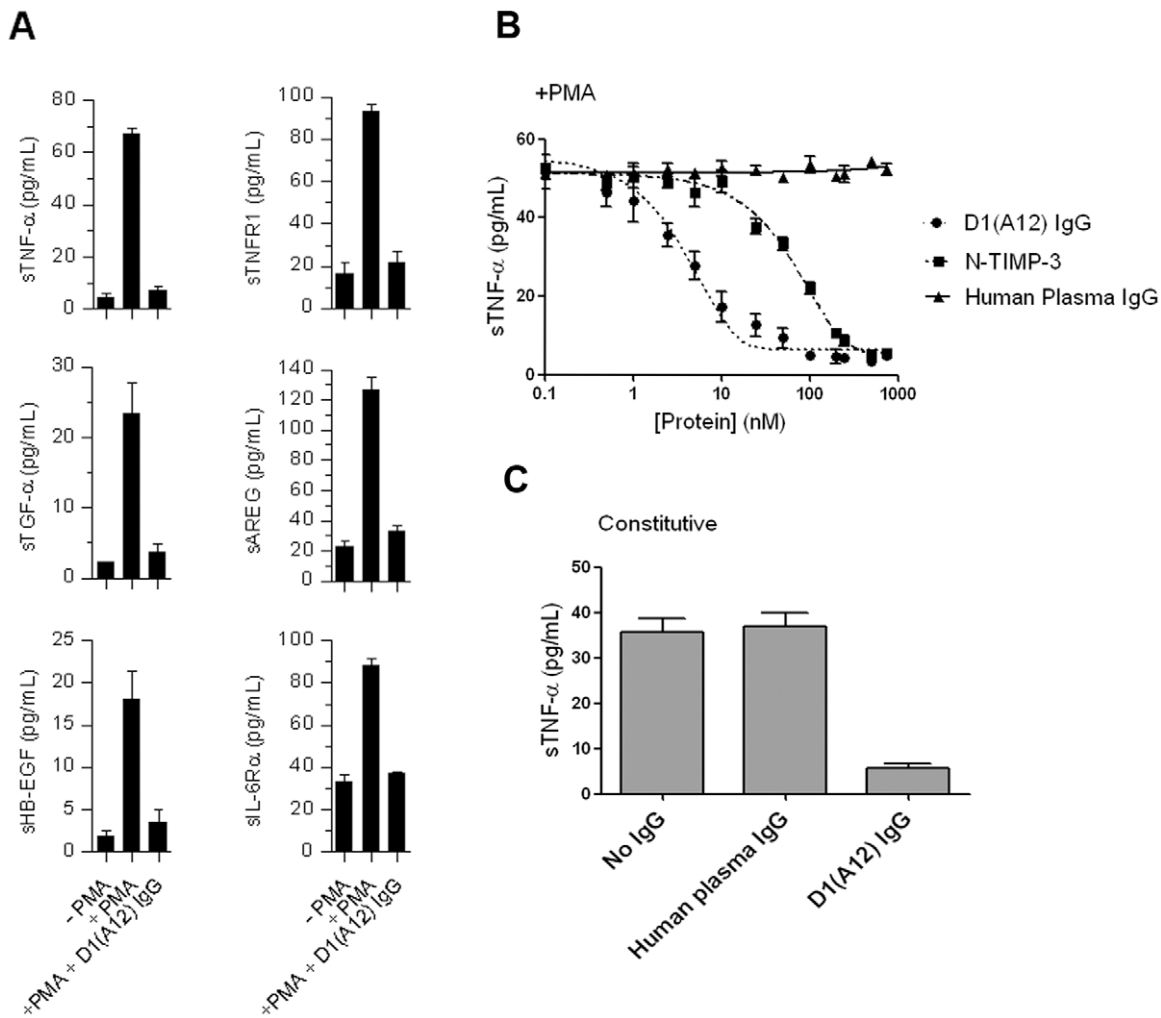 A
80
60
40
20
0
sTNF-α (pg/mL)
100
80
60
40
20
0
sTNFR1 (pg/mL)
30
20
10
0
sTGF-α (pg/mL)
140
120
100
80
60
40
20
0
sAREG (pg/mL)
25
20
15
10
5
0
sHB-EGF (pg/mL)
100
80
60
40
20
0
sIL-6Rα (pg/mL)
- PMA
+ PMA
+PMA + D1(A12) IgG
- PMA
+ PMA
+PMA + D1(A12) IgG
B
+PMA
60
40
20
0
sTNF-α (pg/mL)
0.1 1 10 100 1000
[Protein] (nM)
D1(A12) IgG
N-TIMP-3
Human Plasma IgG
C
Constitutive
50
40
30
20
10
0
sTNF-α (pg/mL)
No IgG
Human plasma IgG
D1(A12) IgG